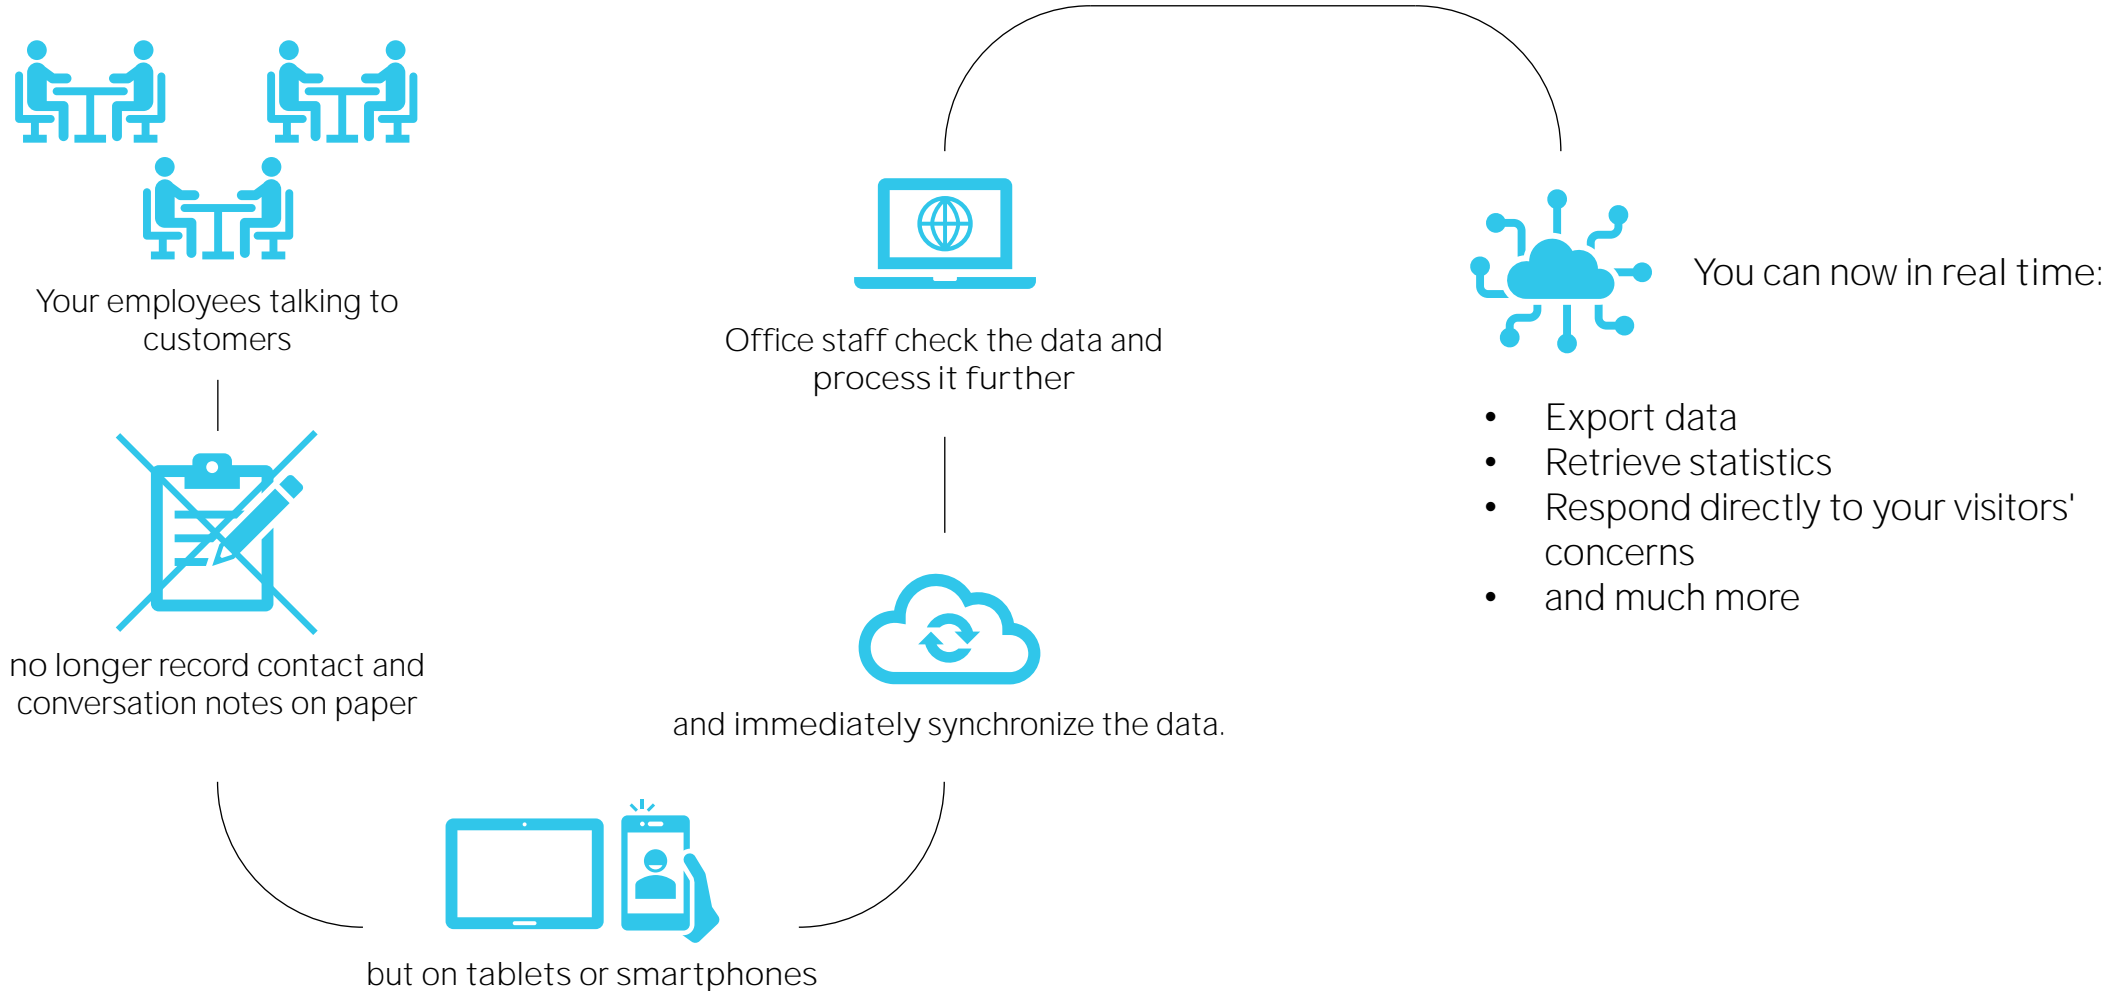 Your employees talking to
customers
no longer record contact and
conversation notes on paper
but on tablets or smartphones
and immediately synchronize the data.
Office staff check the data and
process it further
You can now in real time:
• Export data
• Retrieve statistics
• Respond directly to your visitors'
concerns
• and much more